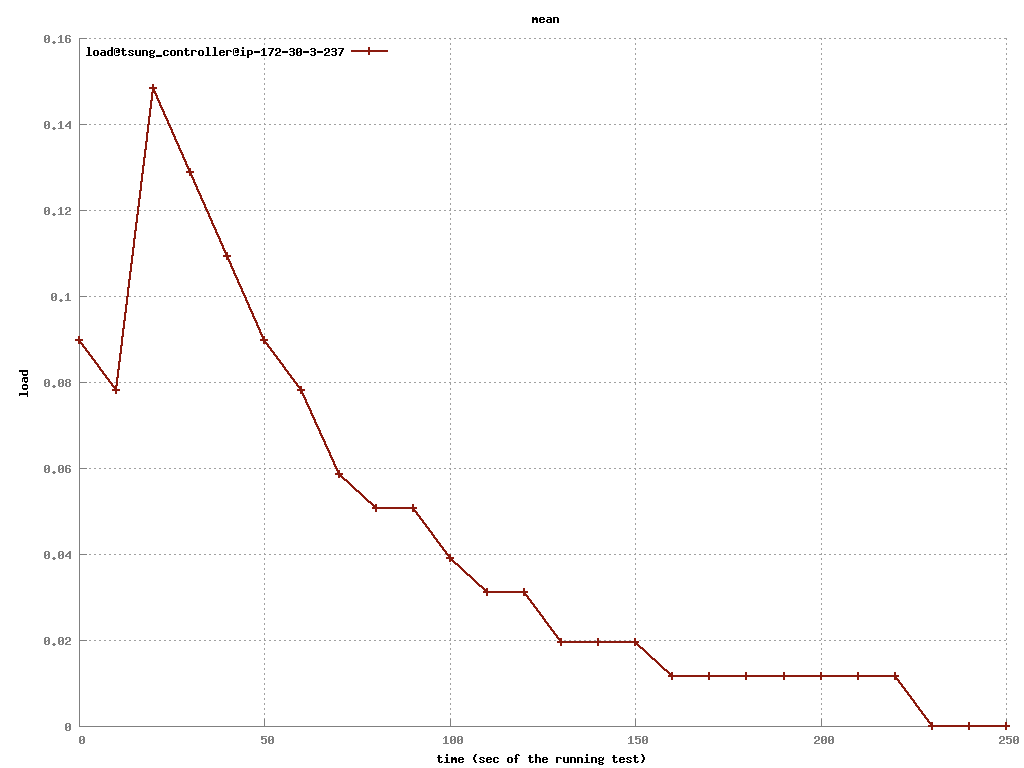 mean
0.16
load@tsung_controller@ip-172-30-3-237
0.14
0.12
0.1
0.08
0.06
0.04
0.02
0
load
0 50 100 150 200 250
time (sec of the running test)